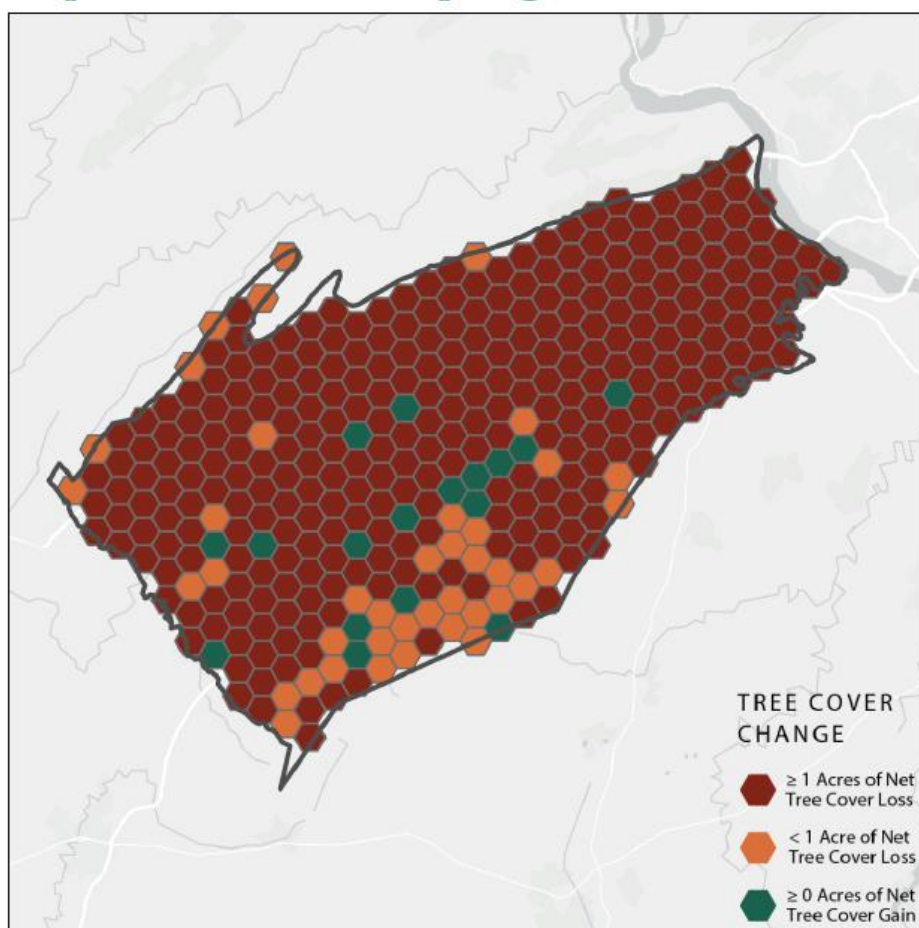 TREE COVER
CHANGE
≥ 1 Acres of Net
Tree Cover Loss
< 1 Acre of Net
Tree Cover Loss
≥ 0 Acres of Net
Tree Cover Gain